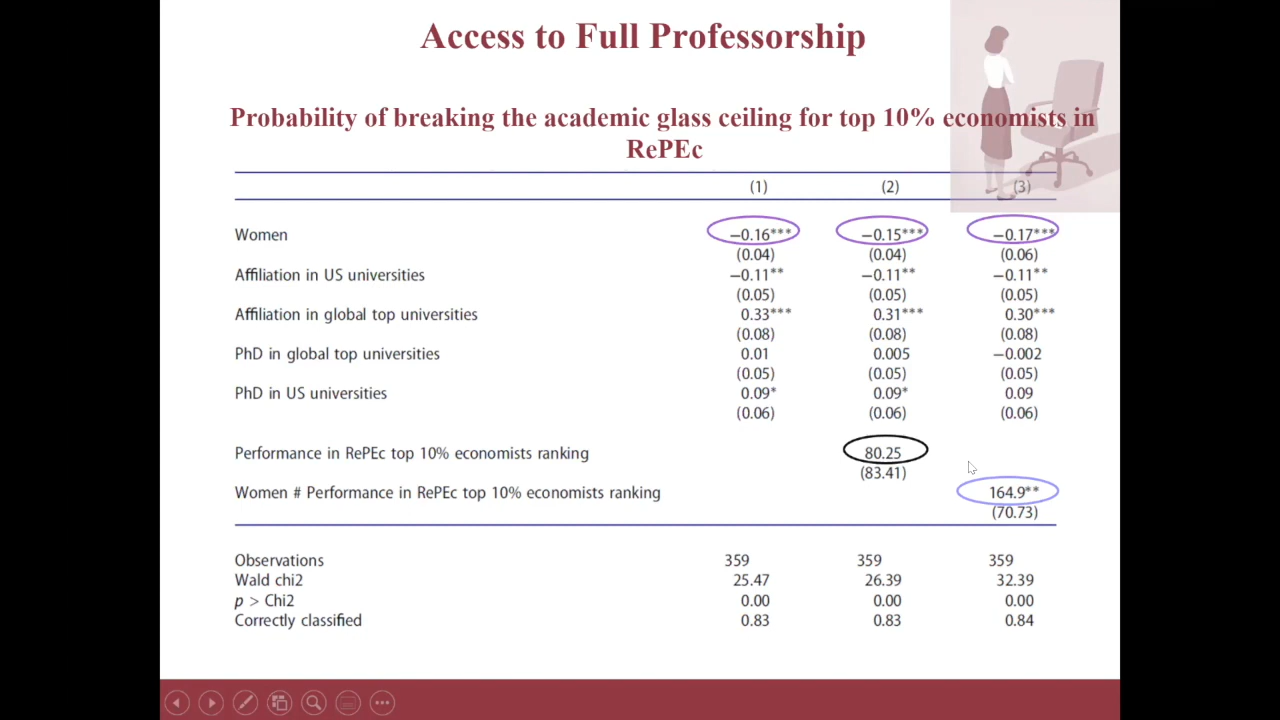 Access to Full Professorship
Probability of breaking the academic glass ceiling for top 10% economists in
RePEc
(1) (2) (3)
Women −0.16*** −0.15*** −0.17***
(0.04) (0.04) (0.06)
Affiliation in US universities −0.11** −0.11** −0.11**
(0.05) (0.05) (0.05)
Affiliation in global top universities 0.33*** 0.31*** 0.30***
(0.08) (0.08) (0.08)
PhD in global top universities 0.01 0.005 −0.002
(0.05) (0.05) (0.05)
PhD in US universities 0.09* 0.09* 0.09
(0.06) (0.06) (0.06)
Performance in RePEc top 10% economists ranking 80.25
(83.41)
Women # Performance in RePEc top 10% economists ranking 164.9**
(70.73)
Observations 359 359 359
Wald chi2 25.47 26.39 32.39
p > Chi2 0.00 0.00 0.00
Correctly classified 0.83 0.83 0.84